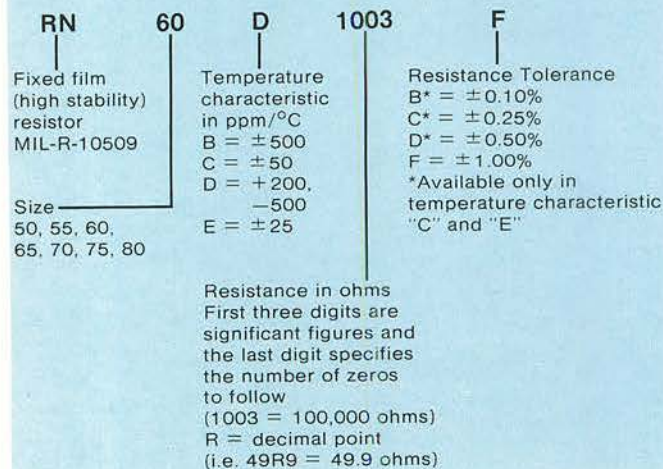 RN 60 D 1003 F
Fixed film
(high stability)
resistor
MIL-R-10509
Size
50, 55, 60,
65, 70, 75, 80
Temperature
characteristic
in ppm/°C
B = ±500
C = ±50
D = +200,
−500
E = ±25
Resistance in ohms
First three digits are
significant figures and
the last digit specifies
the number of zeros
to follow
(1003 = 100,000 ohms)
R = decimal point
(i.e. 49R9 = 49.9 ohms)
Resistance Tolerance
B* = ±0.10%
C* = ±0.25%
D* = ±0.50%
F = ±1.00%
*Available only in
temperature characteristic
"C" and "E"